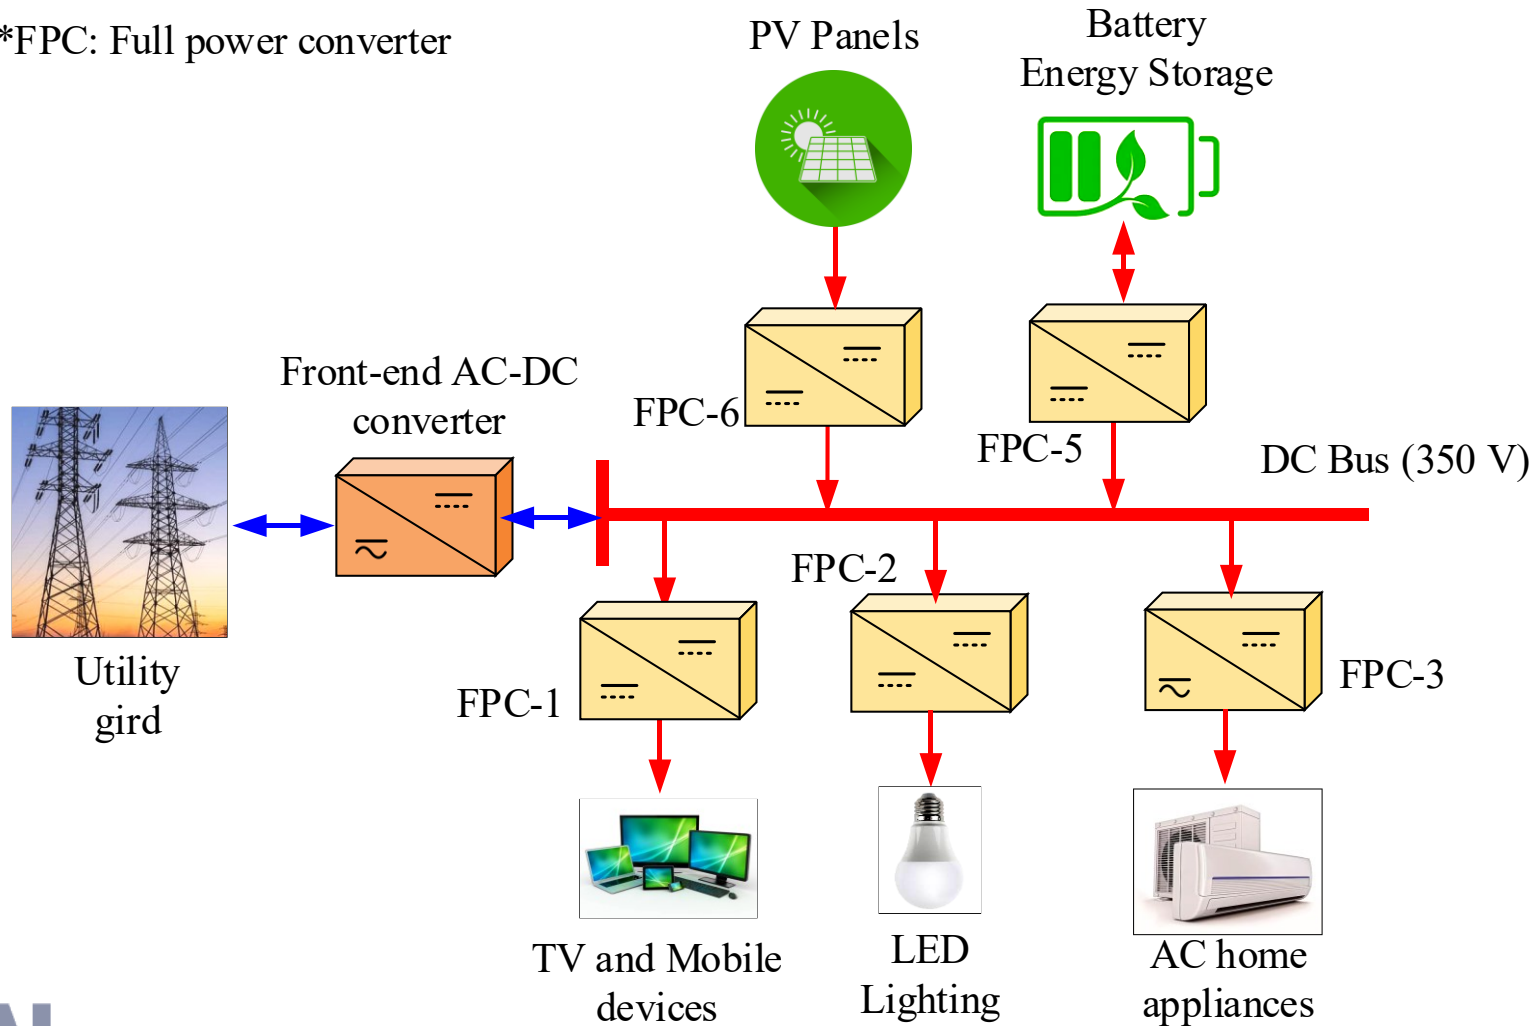 *FPC: Full power converter
PV Panels
Battery
Energy Storage
Front-end AC-DC
converter
FPC-6
FPC-5
DC Bus (350 V)
Utility
gird
FPC-1
FPC-2
FPC-3
TV and Mobile
devices
LED
Lighting
AC home
appliances